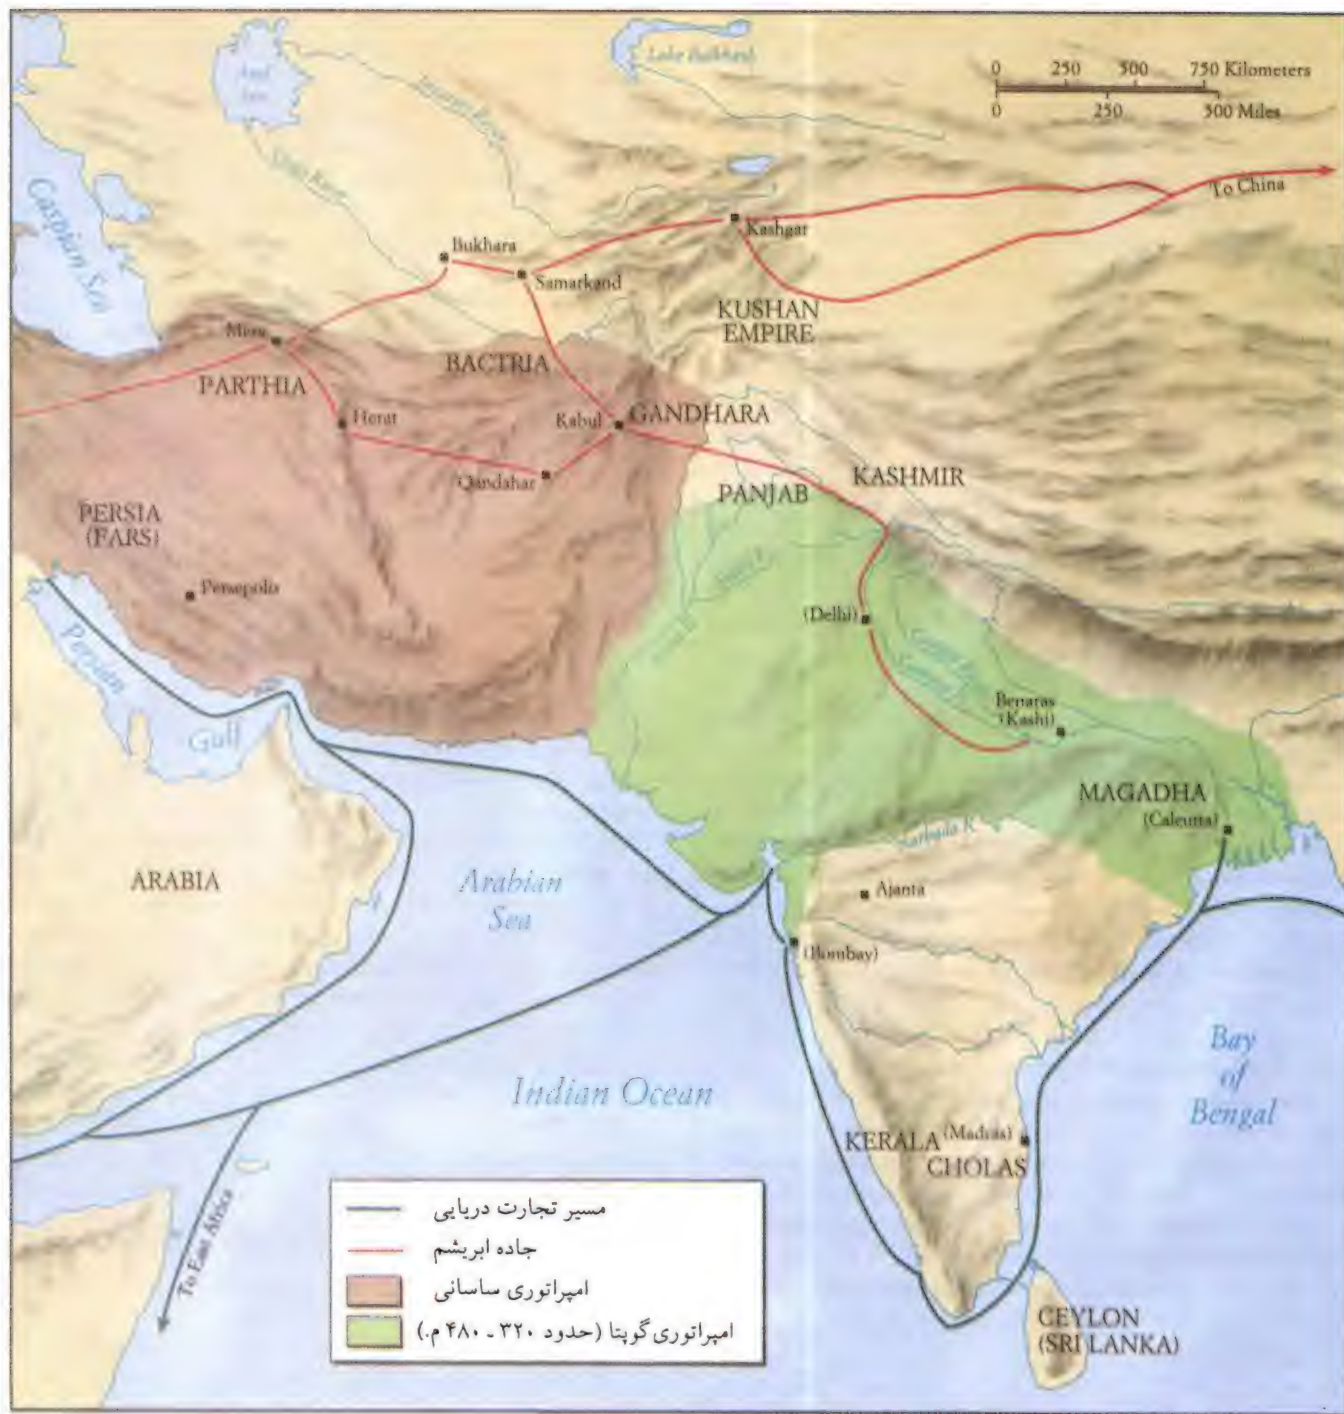 Aral
Sea
Lake Balkhash
0 250 500 750 Kilometers
0 250 500 Miles
Caspian Sea
To China
Bukhara
Kashgar
Samarkand
KUSHAN
EMPIRE
Merv
BACTRIA
PARTHIA
Herat
Kabul
GANDHARA
Qandahar
KASHMIR
PANJAB
PERSIA
(FARS)
Persepolis
(Delhi)
Persian
Gulf
Benaras
(Kashi)
MAGADHA
(Calcutta)
Narbada R.
ARABIA
Arabian
Sea
Ajanta
(Bombay)
Bay
of
Bengal
Indian Ocean
KERALA
(Madras)
CHOLAS
To East Africa
CEYLON
(SRI LANKA)
مسیر تجارت دریایی
جاده ابریشم
امپراتوری ساسانی
امپراتوری گوپتا (حدود ۳۲۰ ـ ۴۸۰ م.)